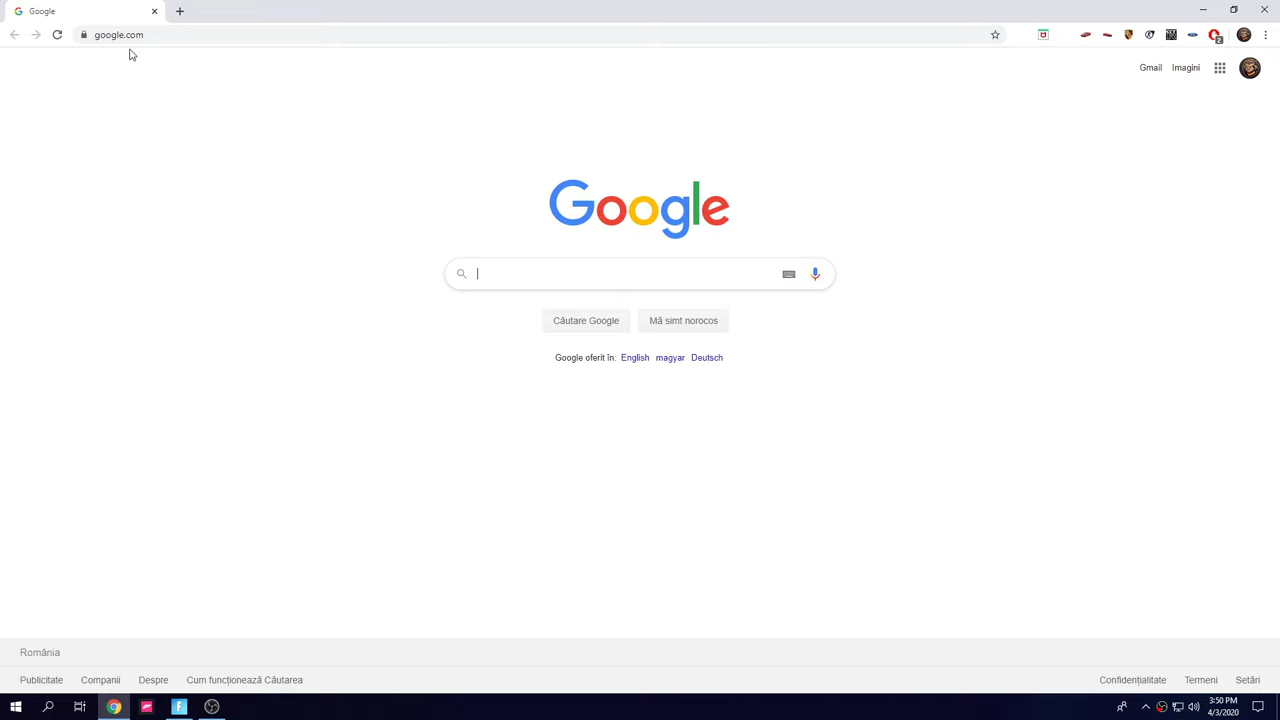 Google
google.com
2
Gmail Imagini
Google
Căutare Google Mă simt norocos
Google oferit în: English magyar Deutsch
România
Publicitate Companii Despre Cum funcționează Căutarea
Confidențialitate Termeni Setări
3:50 PM
4/3/2020